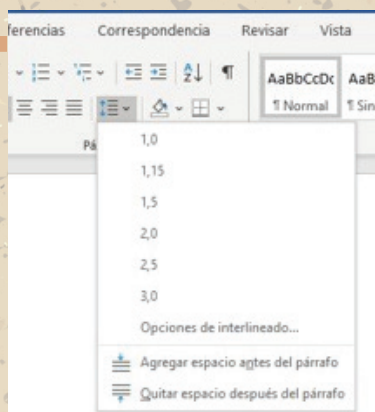 ferencias Correspondencia Revisar Vista
AaBbCcDc AaB
¶ Normal ¶ Sin
Pá
1,0
1,15
1,5
2,0
2,5
3,0
Opciones de interlineado...
Agregar espacio antes del párrafo
Quitar espacio después del párrafo